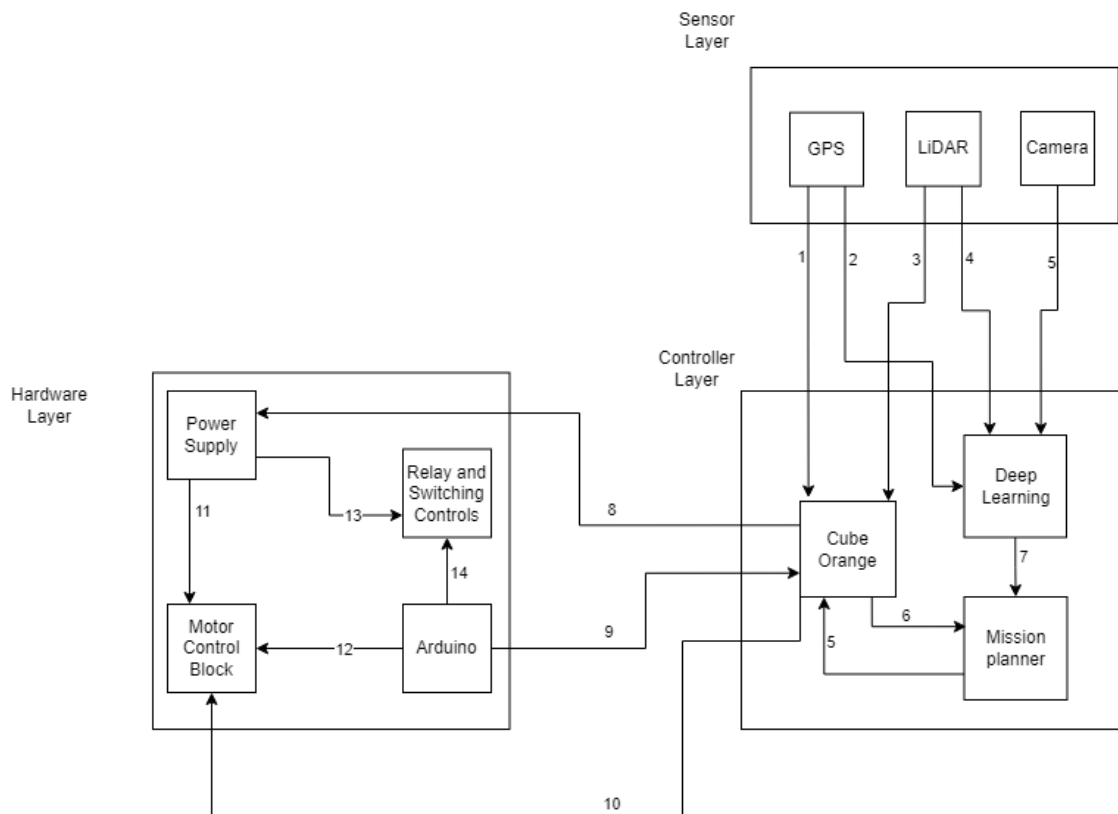 Sensor
Layer
GPS
LiDAR
Camera
1
2
3
4
5
Controller
Layer
Hardware
Layer
Power
Supply
Relay and
Switching
Controls
Deep
Learning
11
13
8
Cube
Orange
7
14
Motor
Control
Block
12
Arduino
9
5
6
Mission
planner
10